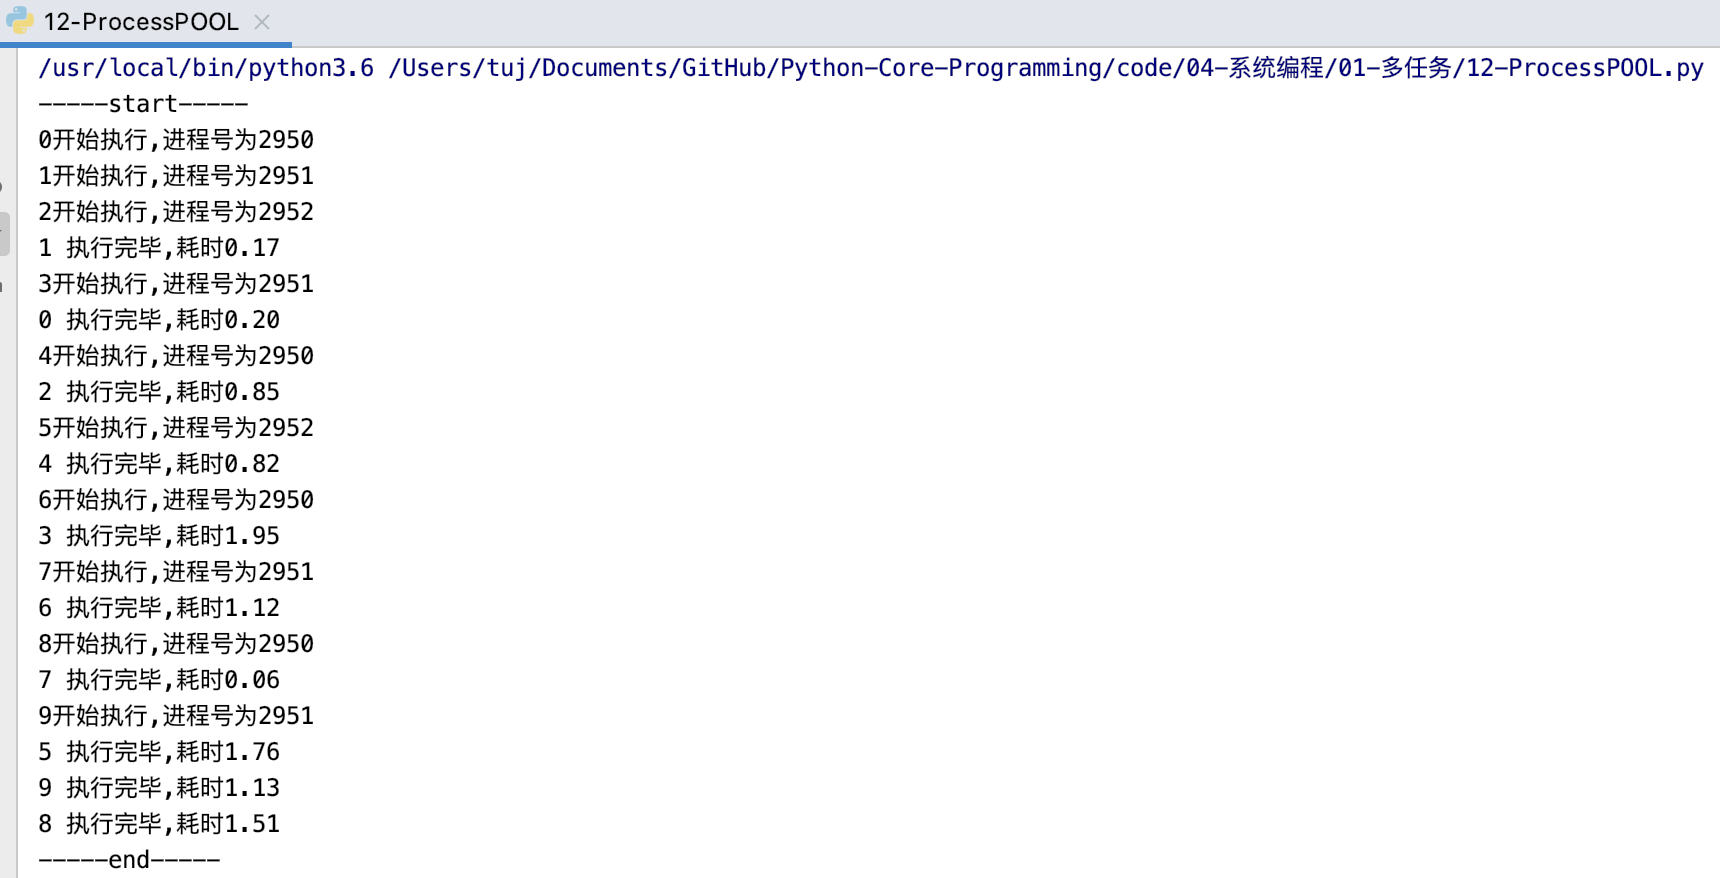 12-ProcessPOOL
/usr/local/bin/python3.6 /Users/tuj/Documents/GitHub/Python-Core-Programming/code/04-系统编程/01-多任务/12-ProcessPOOL.py
-----start-----
0开始执行,进程号为2950
1开始执行,进程号为2951
2开始执行,进程号为2952
1 执行完毕,耗时0.17
3开始执行,进程号为2951
0 执行完毕,耗时0.20
4开始执行,进程号为2950
2 执行完毕,耗时0.85
5开始执行,进程号为2952
4 执行完毕,耗时0.82
6开始执行,进程号为2950
3 执行完毕,耗时1.95
7开始执行,进程号为2951
6 执行完毕,耗时1.12
8开始执行,进程号为2950
7 执行完毕,耗时0.06
9开始执行,进程号为2951
5 执行完毕,耗时1.76
9 执行完毕,耗时1.13
8 执行完毕,耗时1.51
-----end-----